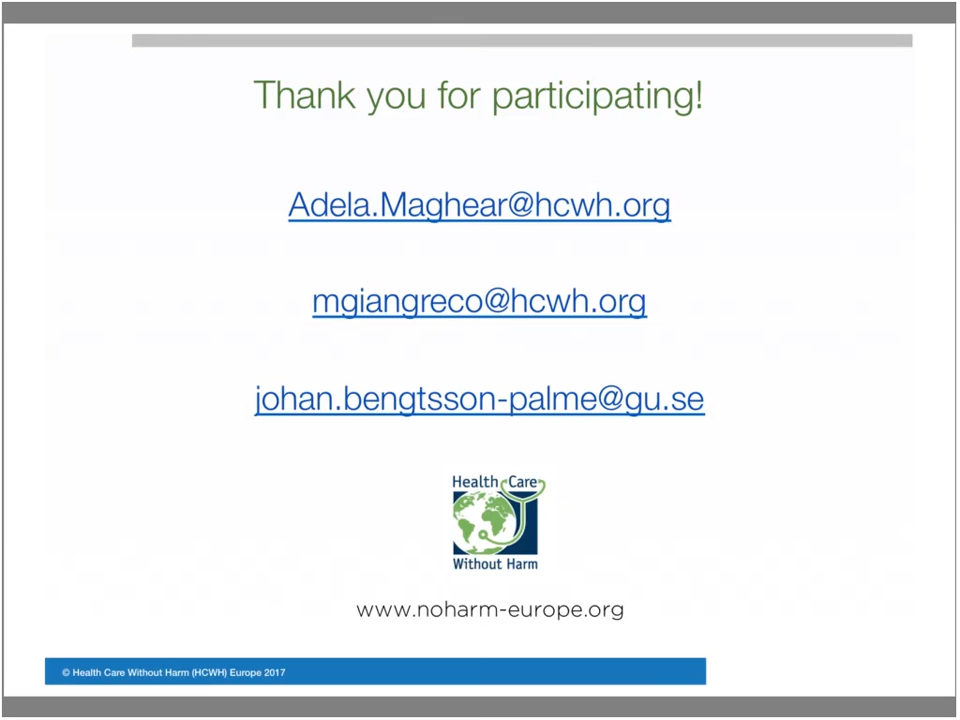 Thank you for participating!
Adela.Maghear@hcwh.org
mgiangreco@hcwh.org
johan.bengtsson-palme@gu.se
Health Care
Without Harm
www.noharm-europe.org
© Health Care Without Harm (HCWH) Europe 2017